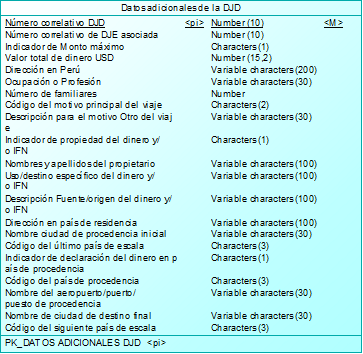 Datos adicionales de la DJD
Número correlativo DJD <pi> Number (10) <M>
Número correlativo de DJE asociada Number (10)
Indicador de Monto máximo Characters (1)
Valor total de dinero USD Number (15,2)
Dirección en Perú Variable characters (200)
Ocupación o Profesión Variable characters (30)
Número de familiares Number
Código del motivo principal del viaje Characters (2)
Descripción para el motivo Otro del viaj Variable characters (30)
e
Indicador de propiedad del dinero y/ Characters (1)
o IFN
Nombres y apellidos del propietario Variable characters (100)
Uso/destino específico del dinero y/ Variable characters (100)
o IFN
Descripción Fuente/origen del dinero y/ Variable characters (100)
o IFN
Dirección en país de residencia Variable characters (100)
Nombre ciudad de procedencia inicial Variable characters (30)
Código del último país de escala Characters (3)
Indicador de declaración del dinero en p Characters (1)
aís de procedencia
Código del país de procedencia Characters (3)
Nombre del aeropuerto/puerto/ Variable characters (30)
puesto de procedencia
Nombre de ciudad de destino final Variable characters (30)
Código del siguiente país de escala Characters (3)
PK_DATOS ADICIONALES DJD <pi>